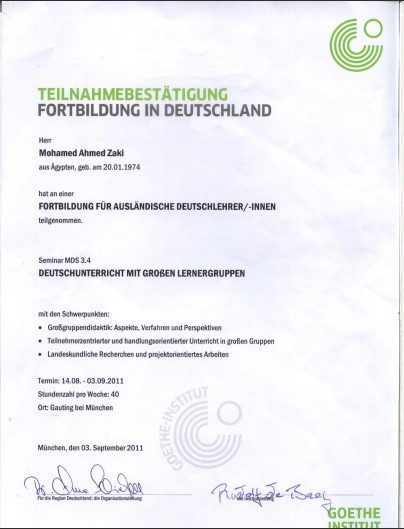 TEILNAHMEBESTÄTIGUNG
FORTBILDUNG IN DEUTSCHLAND
Herr
Mohamed Ahmed Zaki
aus Ägypten, geb. am 20.01.1974
hat an einer
FORTBILDUNG FÜR AUSLÄNDISCHE DEUTSCHLEHRER/-INNEN
teilgenommen.
Seminar MDS 3.4
DEUTSCHUNTERRICHT MIT GROßEN LERNERGRUPPEN
mit den Schwerpunkten:
• Großgruppendidaktik: Aspekte, Verfahren und Perspektiven
• Teilnehmerzentrierter und handlungsorientierter Unterricht in großen Gruppen
• Landeskundliche Recherchen und projektorientiertes Arbeiten
Termin: 14.08. - 03.09.2011
Stundenzahl pro Woche: 40
Ort: Gauting bei München
GOETHE INSTITUT
München, den 03. September 2011
Für die Region Deutschland: die Organisationsleitung
GOETHE
INSTITUT